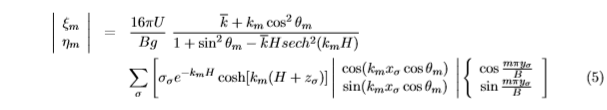 | ξ_m η_m | = 16πU / Bg · (k̄ + k_m cos² θ_m) / (1 + sin² θ_m − k̄H sech²(k_m H))
∑_σ [ σ_σ e^{−k_m H} cosh[k_m(H + z_σ)] | cos(k_m x_σ cos θ_m) sin(k_m x_σ cos θ_m) | { cos mπy_σ / B sin mπy_σ / B ] (5)